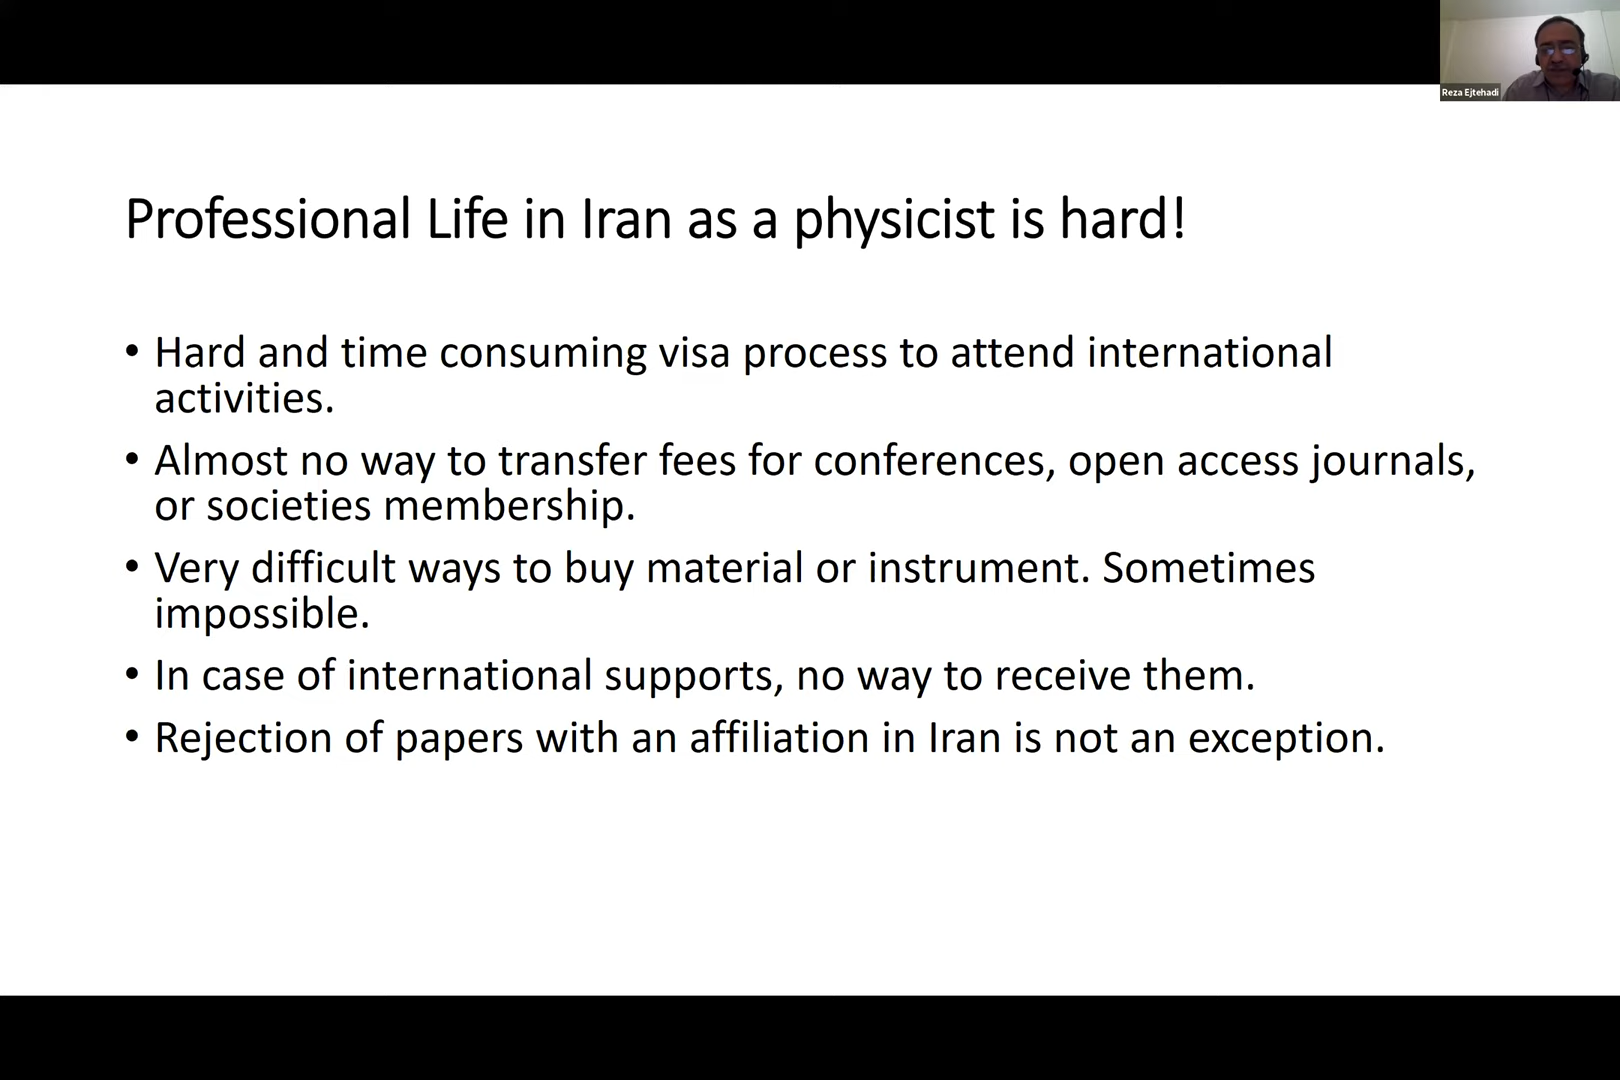 Reza Ejtehadi
Professional Life in Iran as a physicist is hard!
• Hard and time consuming visa process to attend international
activities.
• Almost no way to transfer fees for conferences, open access journals,
or societies membership.
• Very difficult ways to buy material or instrument. Sometimes
impossible.
• In case of international supports, no way to receive them.
• Rejection of papers with an affiliation in Iran is not an exception.